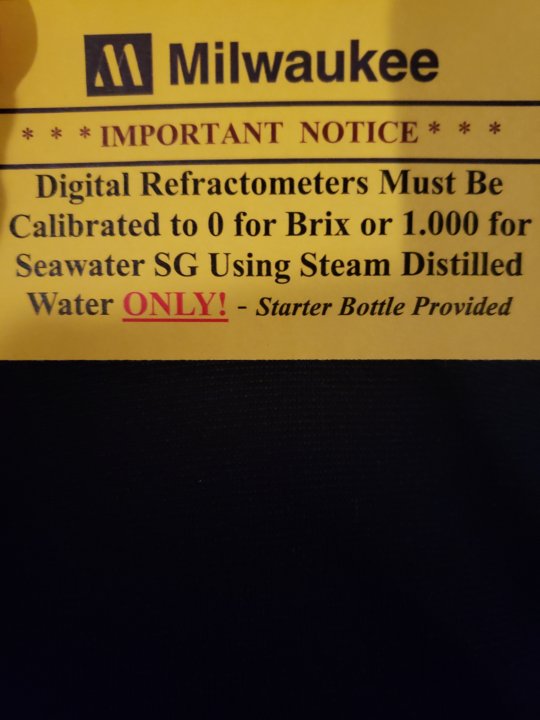 Milwaukee
* * * IMPORTANT NOTICE * * *
Digital Refractometers Must Be
Calibrated to 0 for Brix or 1.000 for
Seawater SG Using Steam Distilled
Water ONLY! - Starter Bottle Provided